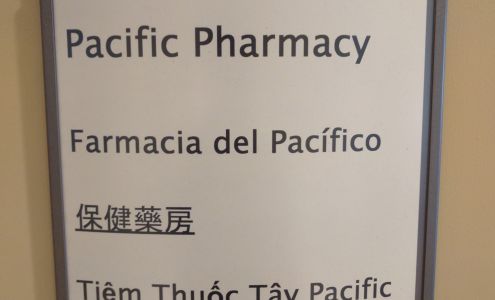 Pacific Pharmacy
Farmacia del Pacífico
保健藥房
Tiệm Thuốc Tây Pacific